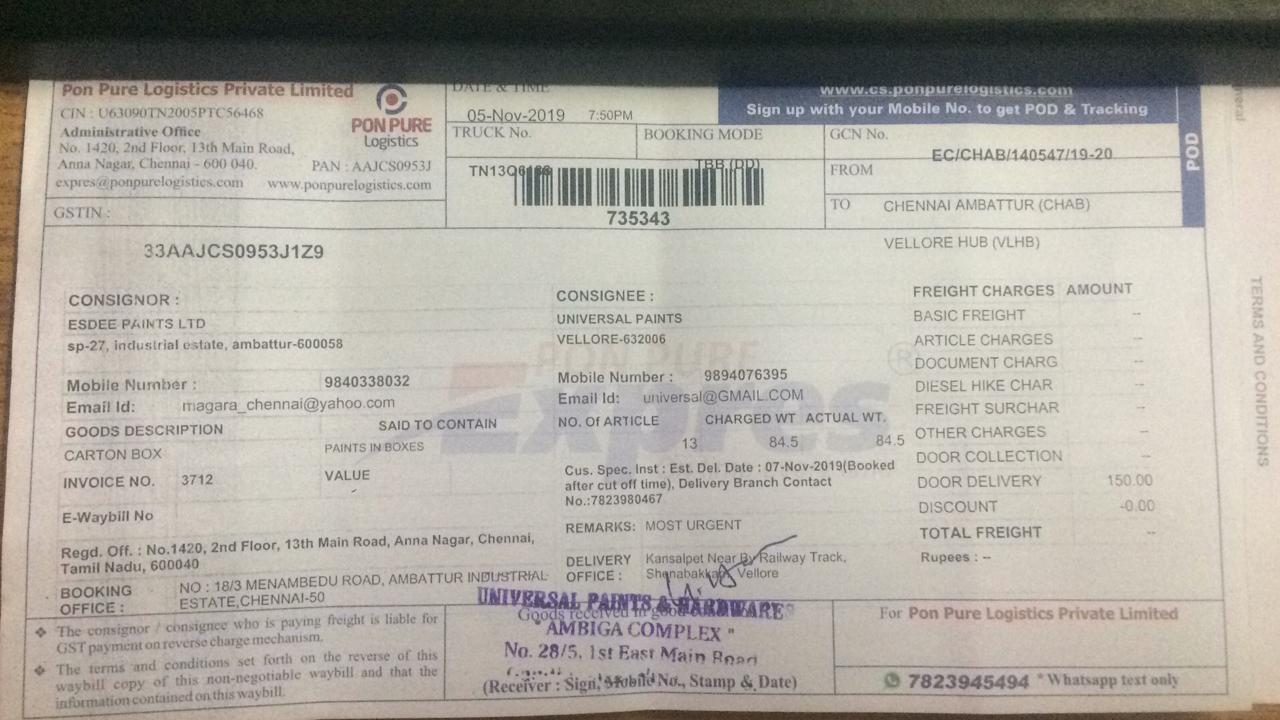 Pon Pure Logistics Private Limited
CIN : U63090TN2005PTC56468
Administrative Office
No. 1420, 2nd Floor, 13th Main Road,
Anna Nagar, Chennai - 600 040.
PAN : AAJCS0953J
expres@ponpurelogistics.com www.ponpurelogistics.com
PON PURE
Logistics
GSTIN :
33AAJCS0953J1Z9
DATE & TIME
05-Nov-2019 7:50PM
TRUCK No.
BOOKING MODE
TBB (DD)
735343
www.cs.ponpurelogistics.com
Sign up with your Mobile No. to get POD & Tracking
GCN No.
EC/CHAB/140547/19-20
FROM
TO CHENNAI AMBATTUR (CHAB)
VELLORE HUB (VLHB)
POD
CONSIGNOR :
ESDEE PAINTS LTD
sp-27, industrial estate, ambattur-600058
Mobile Number : 9840338032
Email Id: magara_chennai@yahoo.com
GOODS DESCRIPTION SAID TO CONTAIN
CARTON BOX PAINTS IN BOXES
INVOICE NO. 3712 VALUE
E-Waybill No
Regd. Off. : No.1420, 2nd Floor, 13th Main Road, Anna Nagar, Chennai,
Tamil Nadu, 600040
BOOKING OFFICE : NO : 18/3 MENAMBEDU ROAD, AMBATTUR INDUSTRIAL
ESTATE,CHENNAI-50
CONSIGNEE :
UNIVERSAL PAINTS
VELLORE-632006
PON PURE
Expres ®
Mobile Number : 9894076395
Email Id: universal@GMAIL.COM
NO. Of ARTICLE CHARGED WT ACTUAL WT.
13 84.5 84.5
Cus. Spec. Inst : Est. Del. Date : 07-Nov-2019(Booked
after cut off time), Delivery Branch Contact
No.:7823980467
REMARKS: MOST URGENT
DELIVERY OFFICE : Kansalpet Near By Railway Track,
Shenabakkam, Vellore
FREIGHT CHARGES AMOUNT
BASIC FREIGHT --
ARTICLE CHARGES --
DOCUMENT CHARG --
DIESEL HIKE CHAR --
FREIGHT SURCHAR --
OTHER CHARGES --
DOOR COLLECTION --
DOOR DELIVERY 150.00
DISCOUNT -0.00
TOTAL FREIGHT --
Rupees : --
❖ The consignor / consignee who is paying freight is liable for
GST payment on reverse charge mechanism.
❖ The terms and conditions set forth on the reverse of this
waybill copy of this non-negotiable waybill and that the
information contained on this waybill.
UNIVERSAL PAINTS & HARDWARE
Goods received in good
"AMBIGA COMPLEX"
No. 28/5, 1st East Main Road
(Receiver : Sign, Mobile No., Stamp & Date)
For Pon Pure Logistics Private Limited
7823945494 * Whatsapp text only
TERMS AND CONDITIONS